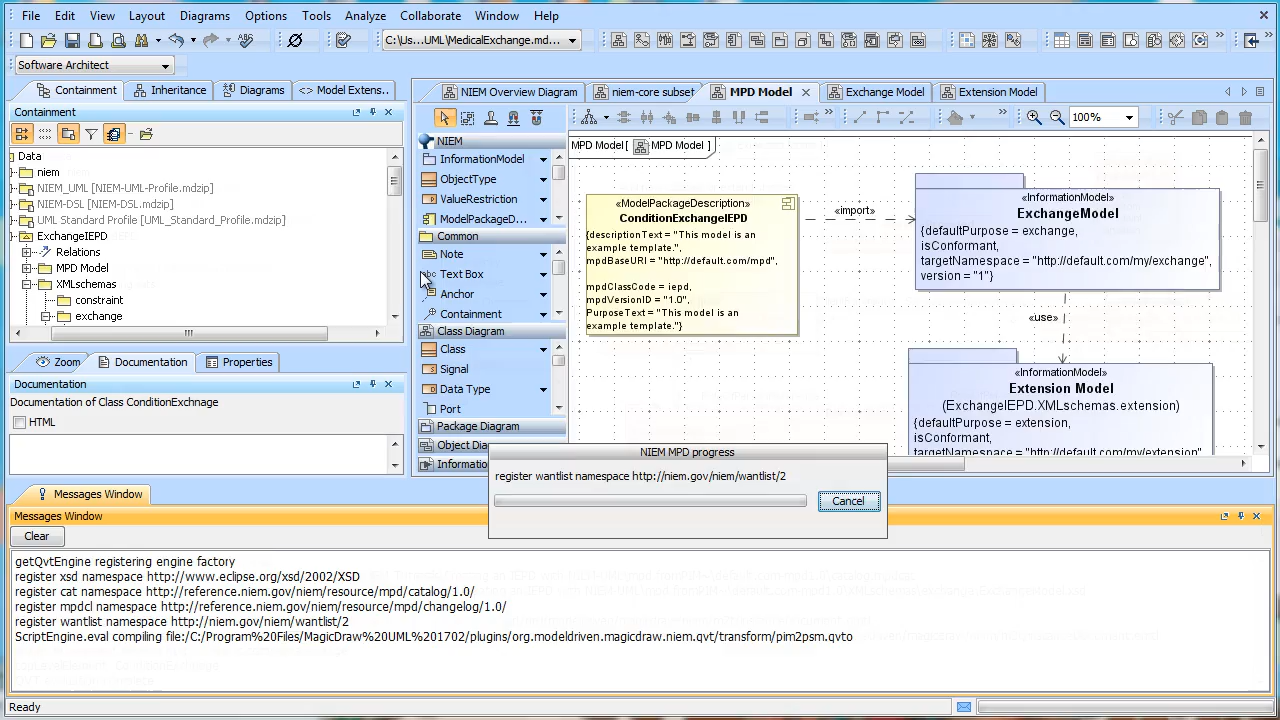 File Edit View Layout Diagrams Options Tools Analyze Collaborate Window Help
C:\Us...UML\MedicalExchange.md...
Software Architect
Containment Inheritance Diagrams Model Extens..
NIEM Overview Diagram niem-core subset MPD Model Exchange Model Extension Model
Containment
100%
Data
niem
NIEM_UML [NIEM-UML-Profile.mdzip]
NIEM-DSL [NIEM-DSL.mdzip]
UML Standard Profile [UML_Standard_Profile.mdzip]
ExchangeIEPD
Relations
MPD Model
XMLschemas
constraint
exchange
Zoom Documentation Properties
Documentation
Documentation of Class ConditionExchnage
HTML
NIEM
InformationModel
ObjectType
ValueRestriction
ModelPackageD...
Common
Note
Text Box
Anchor
Containment
Class Diagram
Class
Signal
Data Type
Port
Package Diagram
Object Dia
Informatio
MPD Model[ MPD Model ]
«ModelPackageDescription»
ConditionExchangeIEPD
{descriptionText = "This model is an
example template.",
mpdBaseURI = "http://default.com/mpd",
mpdClassCode = iepd,
mpdVersionID = "1.0",
PurposeText = "This model is an
example template."}
«import»
«InformationModel»
ExchangeModel
{defaultPurpose = exchange,
isConformant,
targetNamespace = "http://default.com/my/exchange",
version = "1"}
«use»
«InformationModel»
Extension Model
(ExchangeIEPD.XMLschemas.extension)
{defaultPurpose = extension,
isConformant,
targetNamespace = "http://default.com/my/extension"
NIEM MPD progress
register wantlist namespace http://niem.gov/niem/wantlist/2
Cancel
Messages Window
Messages Window
Clear
getQvtEngine registering engine factory
register xsd namespace http://www.eclipse.org/xsd/2002/XSD
register cat namespace http://reference.niem.gov/niem/resource/mpd/catalog/1.0/
register mpdcl namespace http://reference.niem.gov/niem/resource/mpd/changelog/1.0/
register wantlist namespace http://niem.gov/niem/wantlist/2
ScriptEngine.eval compiling file:/C:/Program%20Files/MagicDraw%20UML%201702/plugins/org.modeldriven.magicdraw.niem.qvt/transform/pim2psm.qvto
Ready